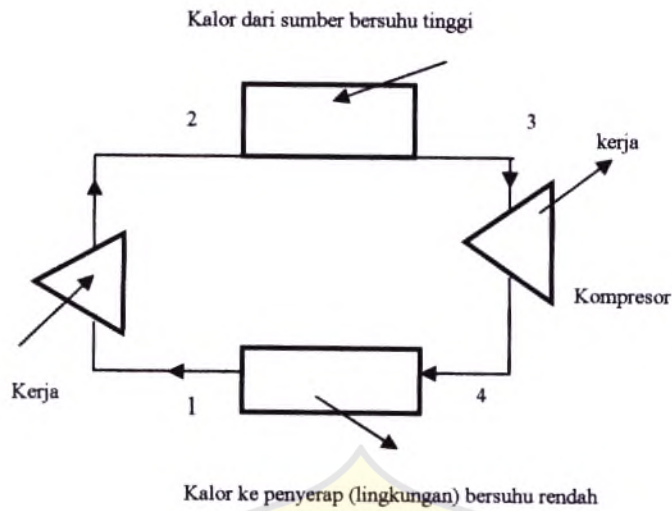 Kalor dari sumber bersuhu tinggi
2
3
kerja
Kompresor
Kerja
1
4
Kalor ke penyerap (lingkungan) bersuhu rendah